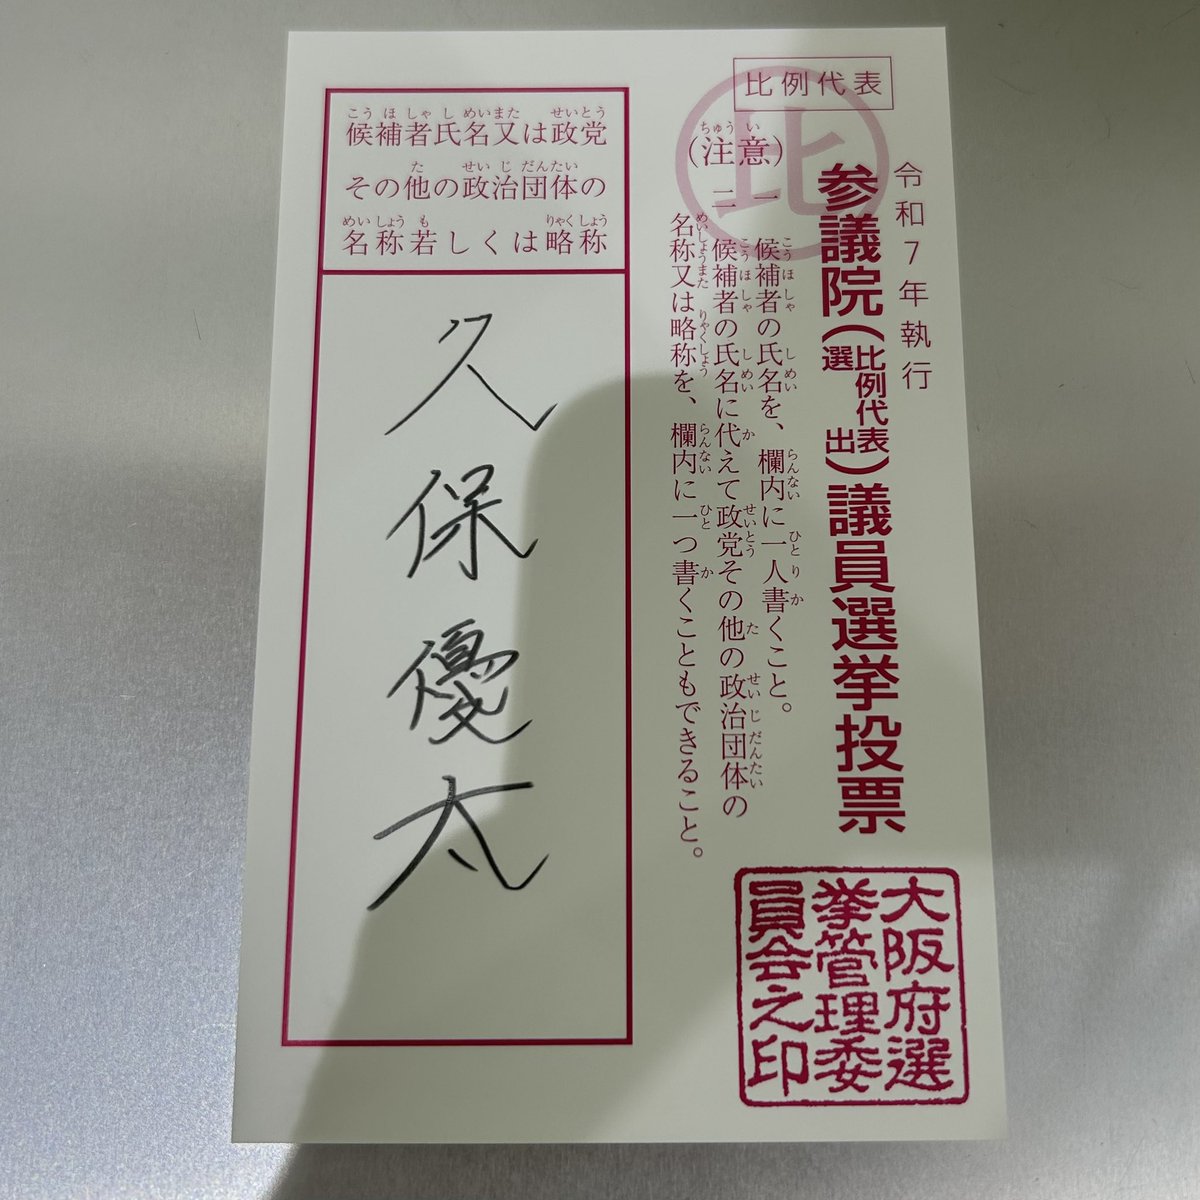 比例代表
比
令和7年執行
参議院(比例代表選出)議員選挙投票
(注意)
一 候補者の氏名を、欄内に一人書くこと。
二 候補者の氏名に代えて政党その他の政治団体の
名称又は略称を、欄内に一つ書くこともできること。
候補者氏名又は政党
その他の政治団体の
名称若しくは略称
久保優太
大阪府選
挙管理委
員会之印